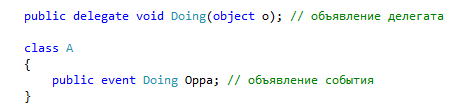 public delegate void Doing(object o); // объявление делегата
class A
{
public event Doing Oppa; // объявление события
}